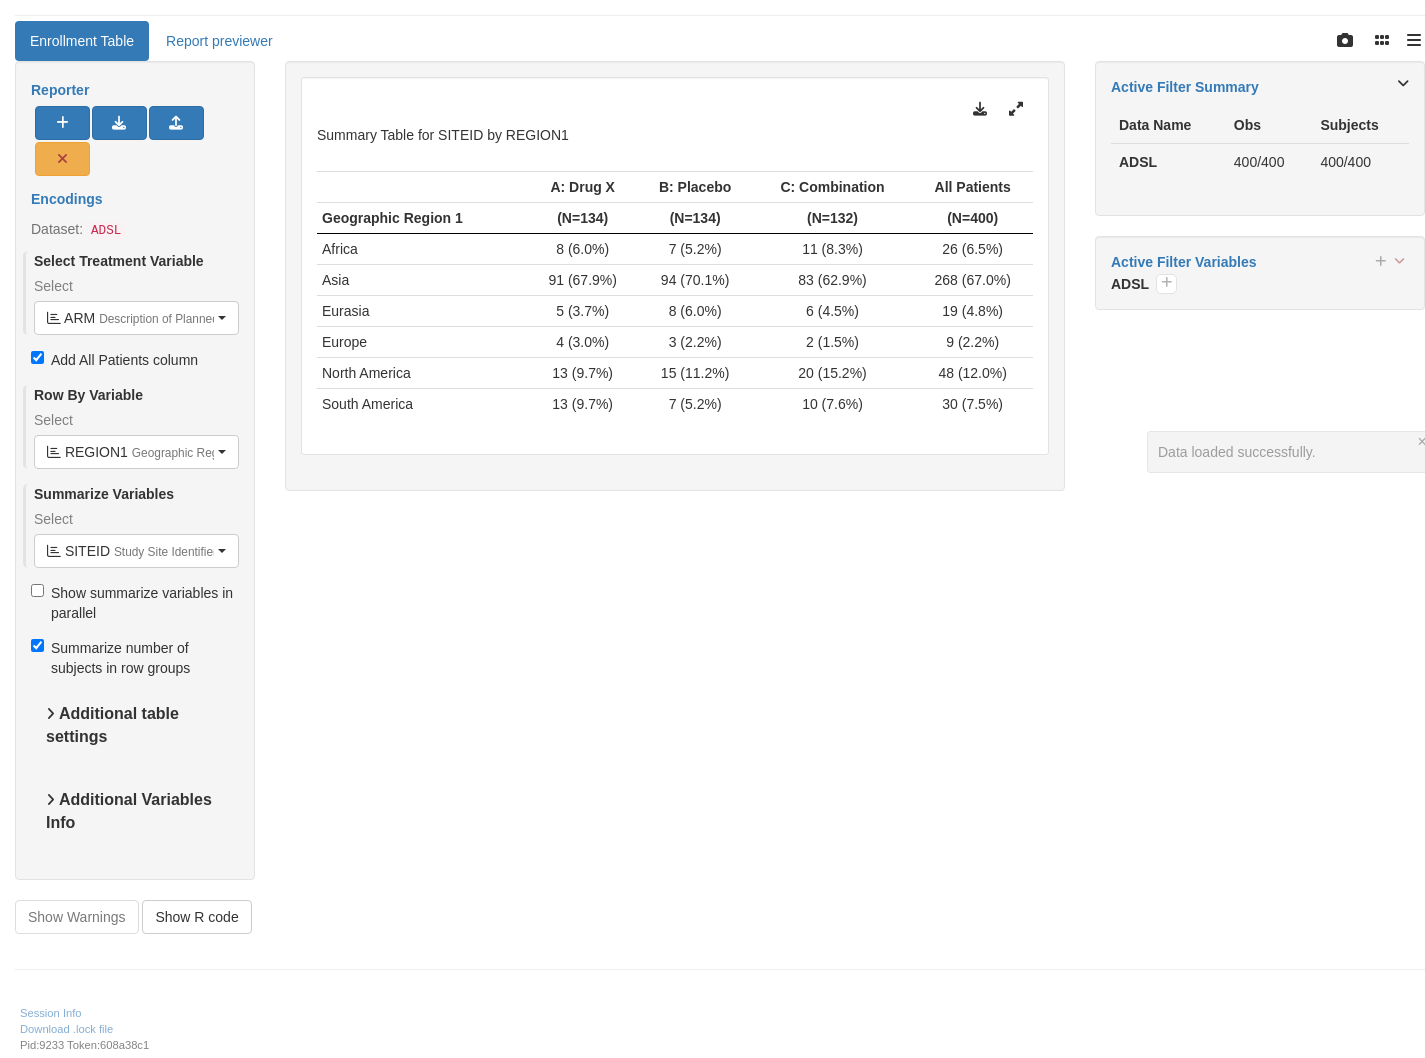 Enrollment Table Report previewer
Reporter
Encodings
Dataset: ADSL
Select Treatment Variable
Select
ARM Description of Planned
Add All Patients column
Row By Variable
Select
REGION1 Geographic Reg
Summarize Variables
Select
SITEID Study Site Identifie
Show summarize variables in
parallel
Summarize number of
subjects in row groups
Additional table
settings
Additional Variables
Info
Show Warnings Show R code
Summary Table for SITEID by REGION1
A: Drug X B: Placebo C: Combination All Patients
Geographic Region 1 (N=134) (N=134) (N=132) (N=400)
Africa 8 (6.0%) 7 (5.2%) 11 (8.3%) 26 (6.5%)
Asia 91 (67.9%) 94 (70.1%) 83 (62.9%) 268 (67.0%)
Eurasia 5 (3.7%) 8 (6.0%) 6 (4.5%) 19 (4.8%)
Europe 4 (3.0%) 3 (2.2%) 2 (1.5%) 9 (2.2%)
North America 13 (9.7%) 15 (11.2%) 20 (15.2%) 48 (12.0%)
South America 13 (9.7%) 7 (5.2%) 10 (7.6%) 30 (7.5%)
Active Filter Summary
Data Name Obs Subjects
ADSL 400/400 400/400
Active Filter Variables
ADSL
Data loaded successfully.
Session Info
Download .lock file
Pid:9233 Token:608a38c1